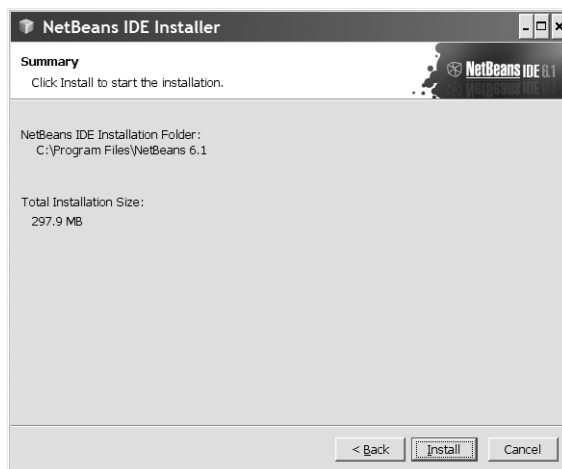 NetBeans IDE Installer
Summary
Click Install to start the installation.
NetBeans IDE 6.1
NetBeans IDE Installation Folder:
C:\Program Files\NetBeans 6.1
Total Installation Size:
297.9 MB
< Back
Install
Cancel